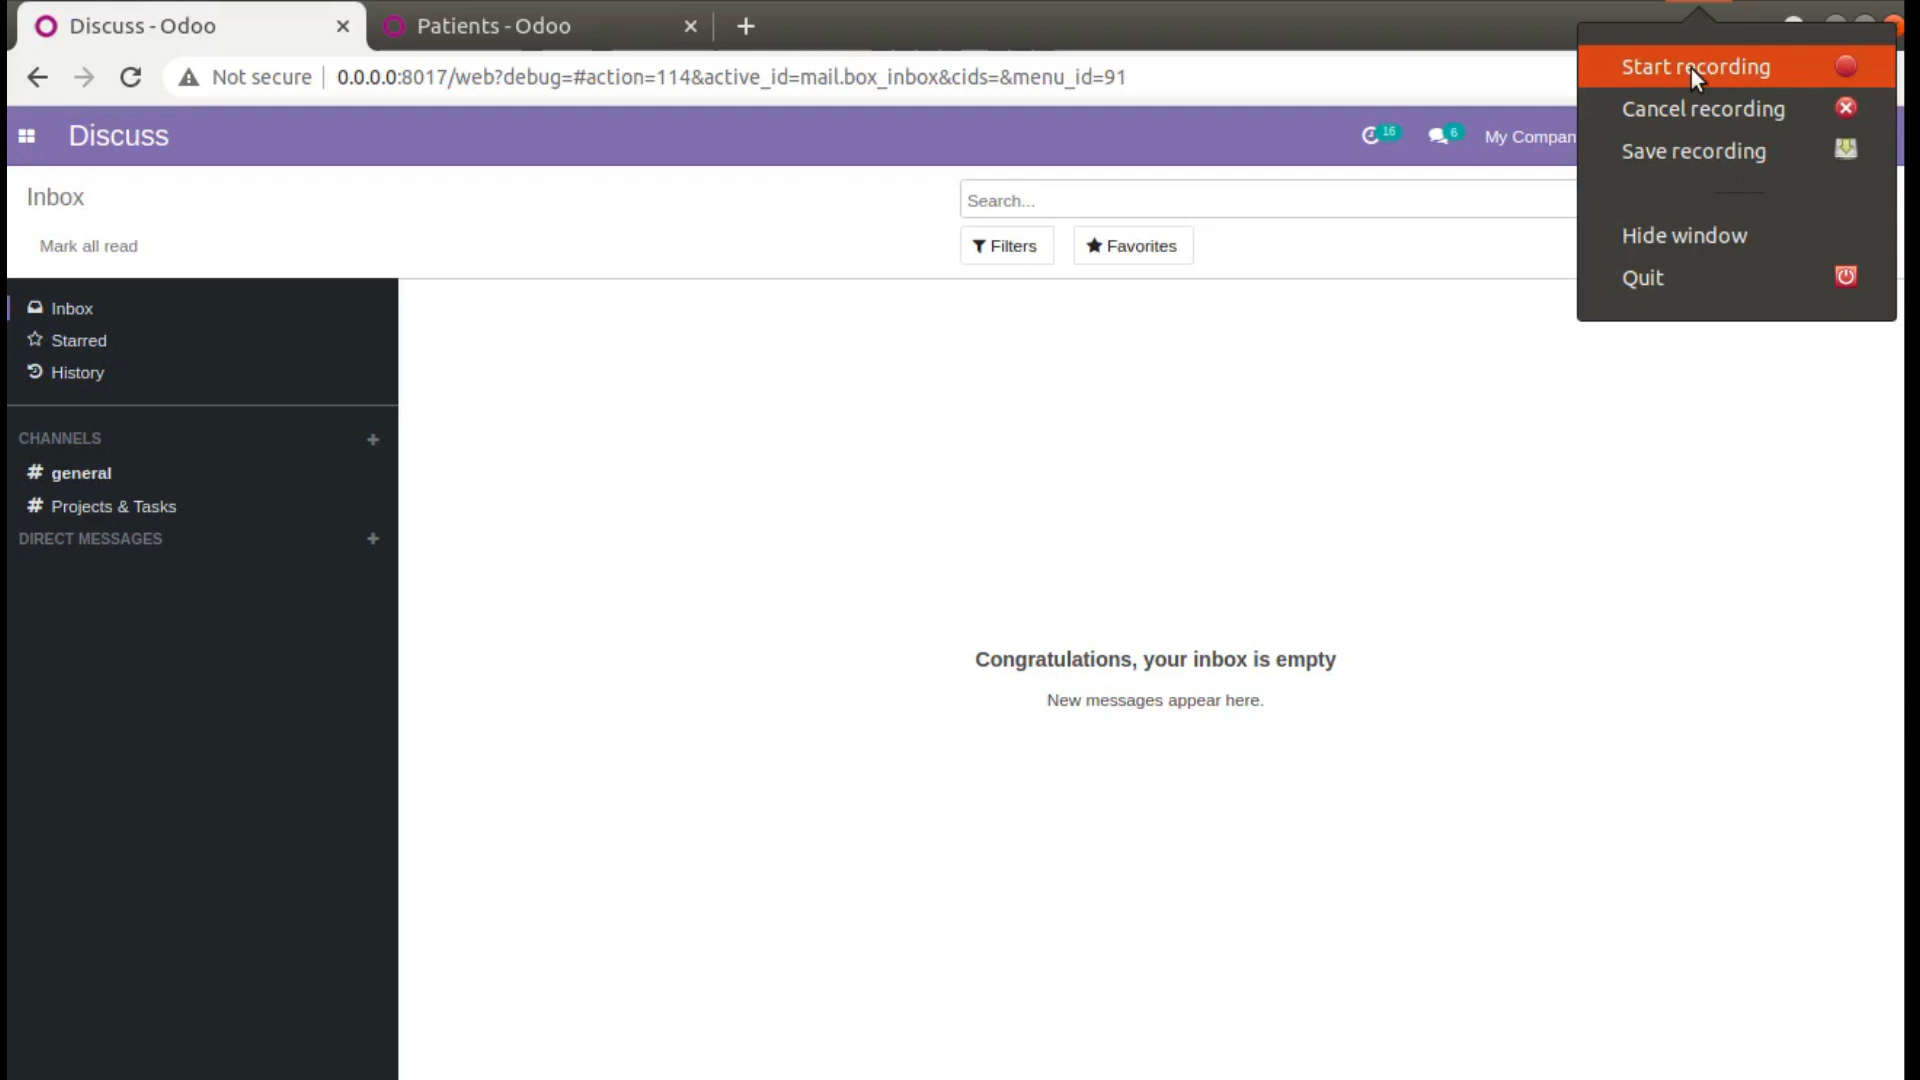 Discuss - Odoo
Patients - Odoo
Not secure
0.0.0.0:8017/web?debug=#action=114&active_id=mail.box_inbox&cids=&menu_id=91
Start recording
Cancel recording
Save recording
Hide window
Quit
Discuss
16
6
My Compan
Inbox
Search...
Mark all read
Filters
Favorites
Inbox
Starred
History
CHANNELS
# general
# Projects & Tasks
DIRECT MESSAGES
Congratulations, your inbox is empty
New messages appear here.